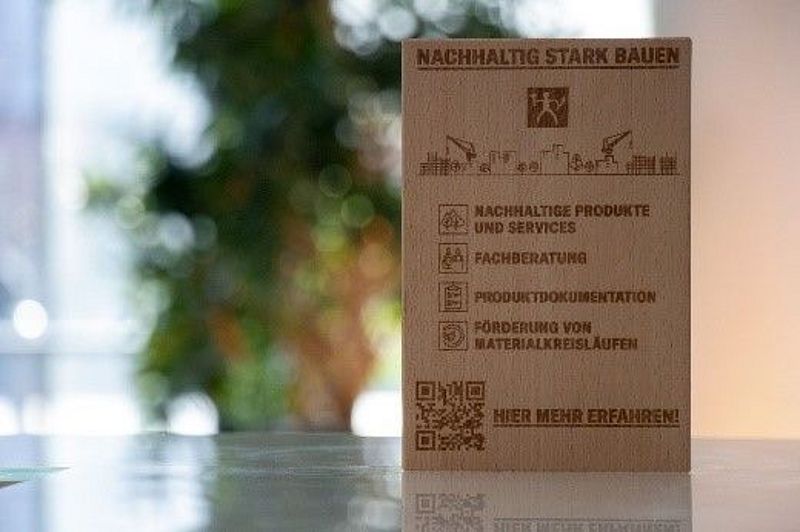 NACHHALTIG STARK BAUEN
NACHHALTIGE PRODUKTE
UND SERVICES
FACHBERATUNG
PRODUKTDOKUMENTATION
FÖRDERUNG VON
MATERIALKREISLÄUFEN
HIER MEHR ERFAHREN!